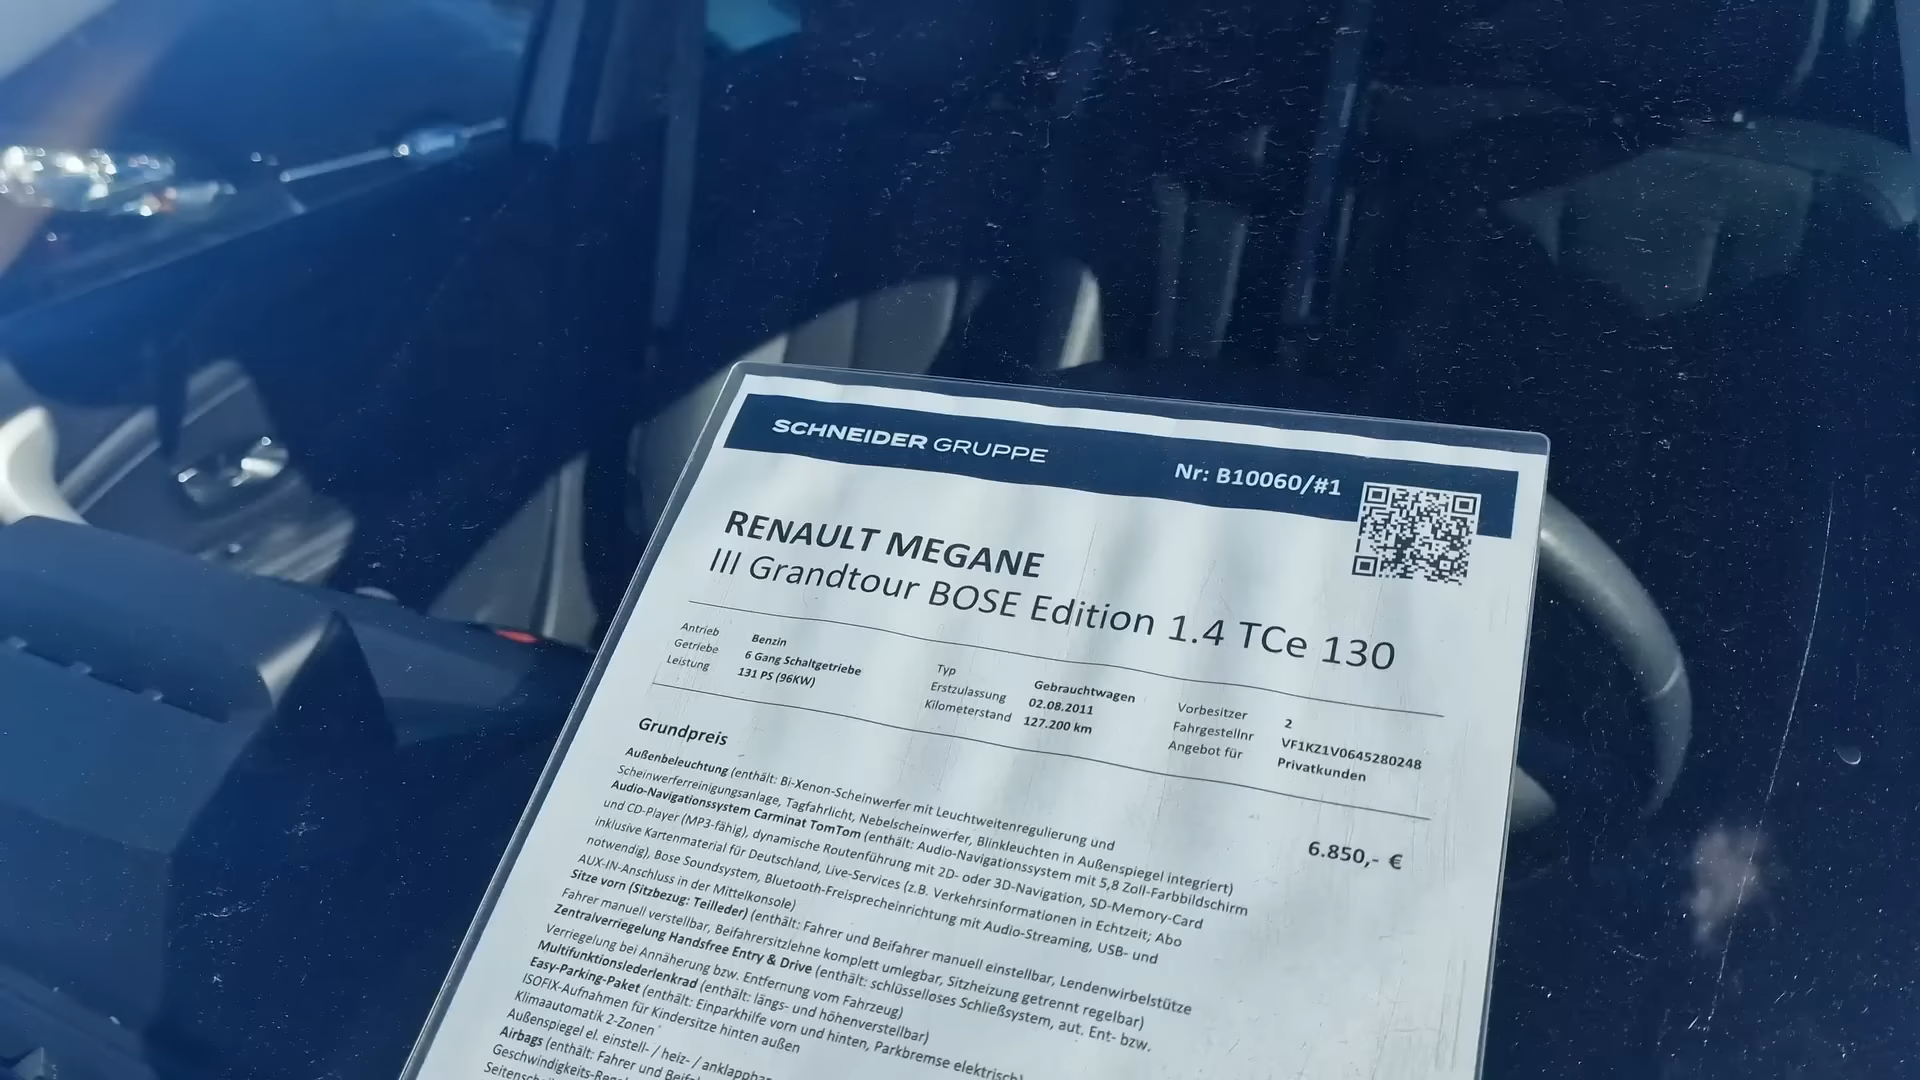 SCHNEIDER GRUPPE
Nr: B10060/#1
RENAULT MEGANE
III Grandtour BOSE Edition 1.4 TCe 130
Antrieb Benzin
Getriebe 6 Gang Schaltgetriebe
Leistung 131 PS (96KW)
Typ Gebrauchtwagen
Erstzulassung 02.08.2011
Kilometerstand 127.200 km
Vorbesitzer 2
Fahrgestellnr VF1KZ1V0645280248
Angebot für Privatkunden
Grundpreis
6.850,- €
Außenbeleuchtung (enthält: Bi-Xenon-Scheinwerfer mit Leuchtweitenregulierung und
Scheinwerferreinigungsanlage, Tagfahrlicht, Nebelscheinwerfer, Blinkleuchten in Außenspiegel integriert)
Audio-Navigationssystem Carminat TomTom (enthält: Audio-Navigationssystem mit 5,8 Zoll-Farbbildschirm
und CD-Player (MP3-fähig), dynamische Routenführung mit 2D- oder 3D-Navigation, SD-Memory-Card
inklusive Kartenmaterial für Deutschland, Live-Services (z.B. Verkehrsinformationen in Echtzeit; Abo
notwendig), Bose Soundsystem, Bluetooth-Freisprecheinrichtung mit Audio-Streaming, USB- und
AUX-IN-Anschluss in der Mittelkonsole)
Sitze vorn (Sitzbezug: Teilleder) (enthält: Fahrer und Beifahrer manuell einstellbar, Lendenwirbelstütze
Fahrer manuell verstellbar, Beifahrersitzlehne komplett umlegbar, Sitzheizung getrennt regelbar)
Zentralverriegelung Handsfree Entry & Drive (enthält: schlüsselloses Schließsystem, aut. Ent- bzw.
Verriegelung bei Annäherung bzw. Entfernung vom Fahrzeug)
Multifunktionslederlenkrad (enthält: längs- und höhenverstellbar)
Easy-Parking-Paket (enthält: Einparkhilfe vorn und hinten, Parkbremse elektrisch)
ISOFIX-Aufnahmen für Kindersitze hinten außen
Klimaautomatik 2-Zonen
Außenspiegel el. einstell- / heiz- / anklappbar
Airbags (enthält: Fahrer und